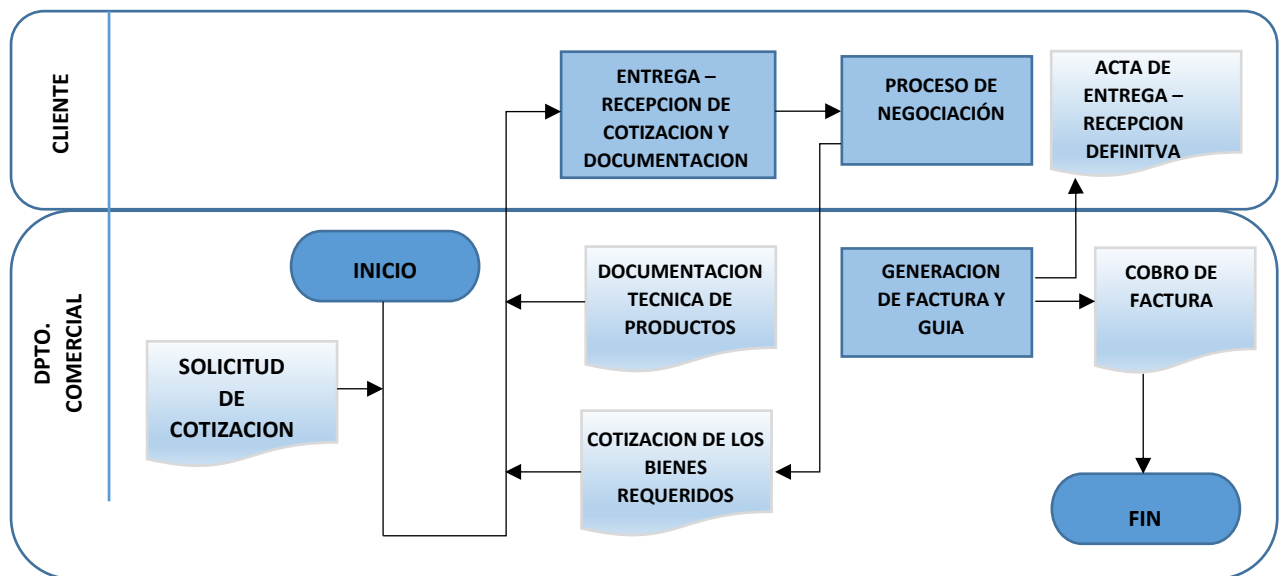 CLIENTE
ENTREGA –
RECEPCION DE
COTIZACION Y
DOCUMENTACION
PROCESO DE
NEGOCIACIÓN
ACTA DE
ENTREGA –
RECEPCION
DEFINITVA
DPTO.
COMERCIAL
INICIO
SOLICITUD
DE
COTIZACION
DOCUMENTACION
TECNICA DE
PRODUCTOS
COTIZACION DE LOS
BIENES
REQUERIDOS
GENERACION
DE FACTURA Y
GUIA
COBRO DE
FACTURA
FIN